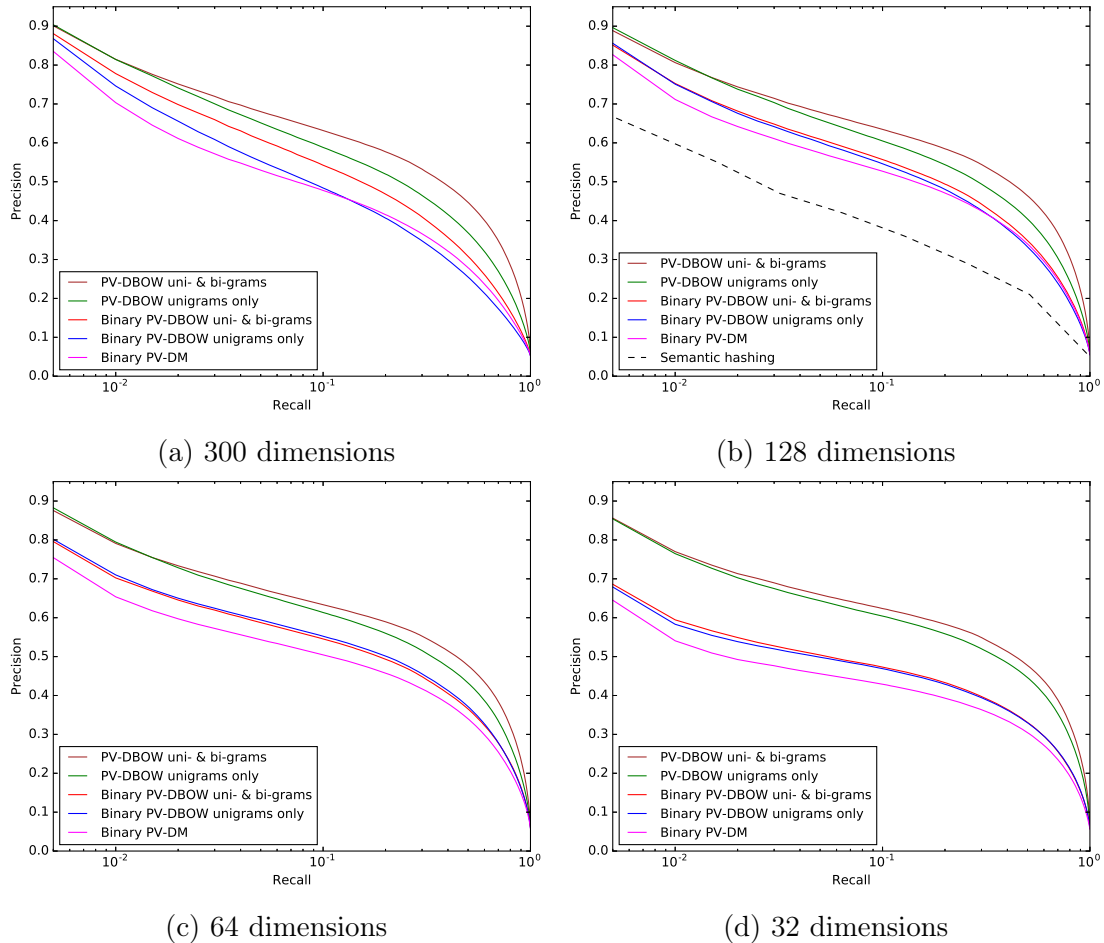 0.9
0.8
0.7
0.6
0.5
0.4
0.3
0.2
0.1
0.0
Precision
10⁻²
10⁻¹
10⁰
Recall
PV-DBOW uni- & bi-grams
PV-DBOW unigrams only
Binary PV-DBOW uni- & bi-grams
Binary PV-DBOW unigrams only
Binary PV-DM
(a) 300 dimensions
0.9
0.8
0.7
0.6
0.5
0.4
0.3
0.2
0.1
0.0
Precision
10⁻²
10⁻¹
10⁰
Recall
PV-DBOW uni- & bi-grams
PV-DBOW unigrams only
Binary PV-DBOW uni- & bi-grams
Binary PV-DBOW unigrams only
Binary PV-DM
Semantic hashing
(b) 128 dimensions
0.9
0.8
0.7
0.6
0.5
0.4
0.3
0.2
0.1
0.0
Precision
10⁻²
10⁻¹
10⁰
Recall
PV-DBOW uni- & bi-grams
PV-DBOW unigrams only
Binary PV-DBOW uni- & bi-grams
Binary PV-DBOW unigrams only
Binary PV-DM
(c) 64 dimensions
0.9
0.8
0.7
0.6
0.5
0.4
0.3
0.2
0.1
0.0
Precision
10⁻²
10⁻¹
10⁰
Recall
PV-DBOW uni- & bi-grams
PV-DBOW unigrams only
Binary PV-DBOW uni- & bi-grams
Binary PV-DBOW unigrams only
Binary PV-DM
(d) 32 dimensions